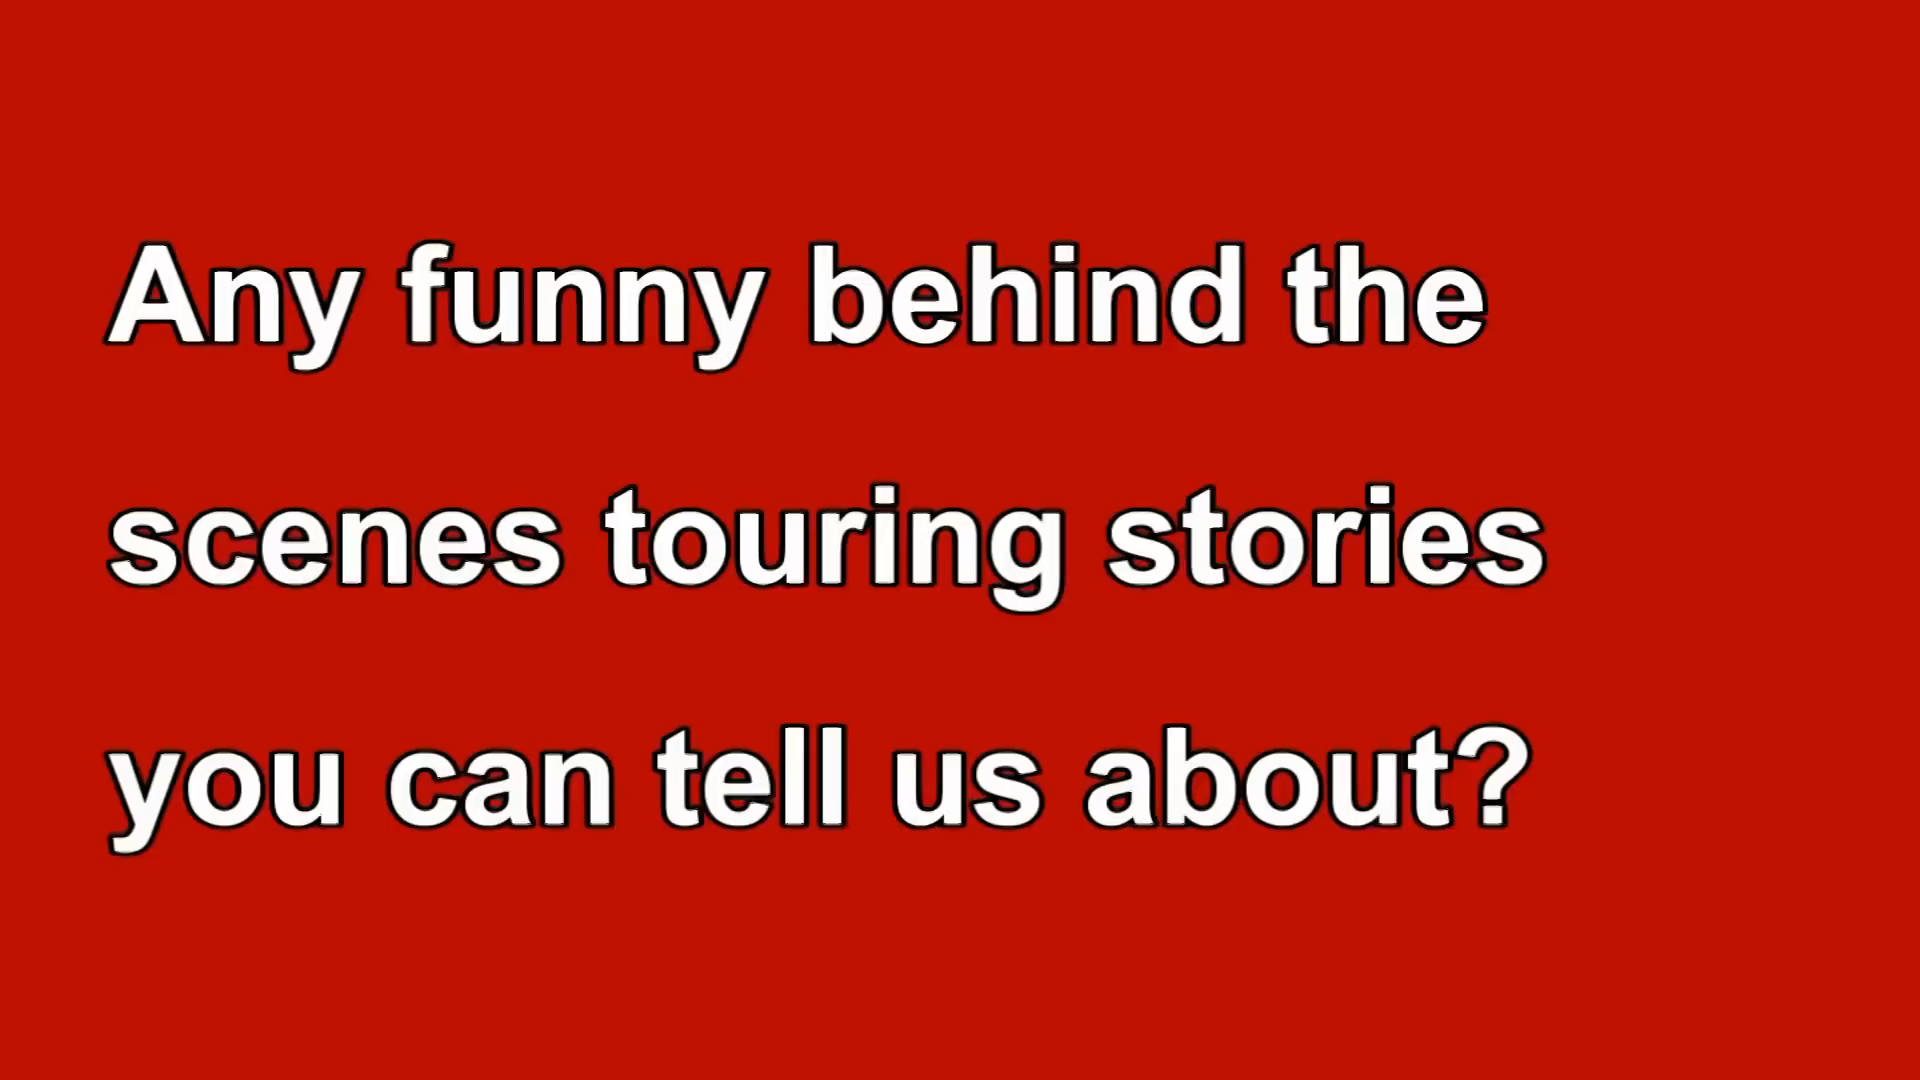 Any funny behind the
scenes touring stories
you can tell us about?